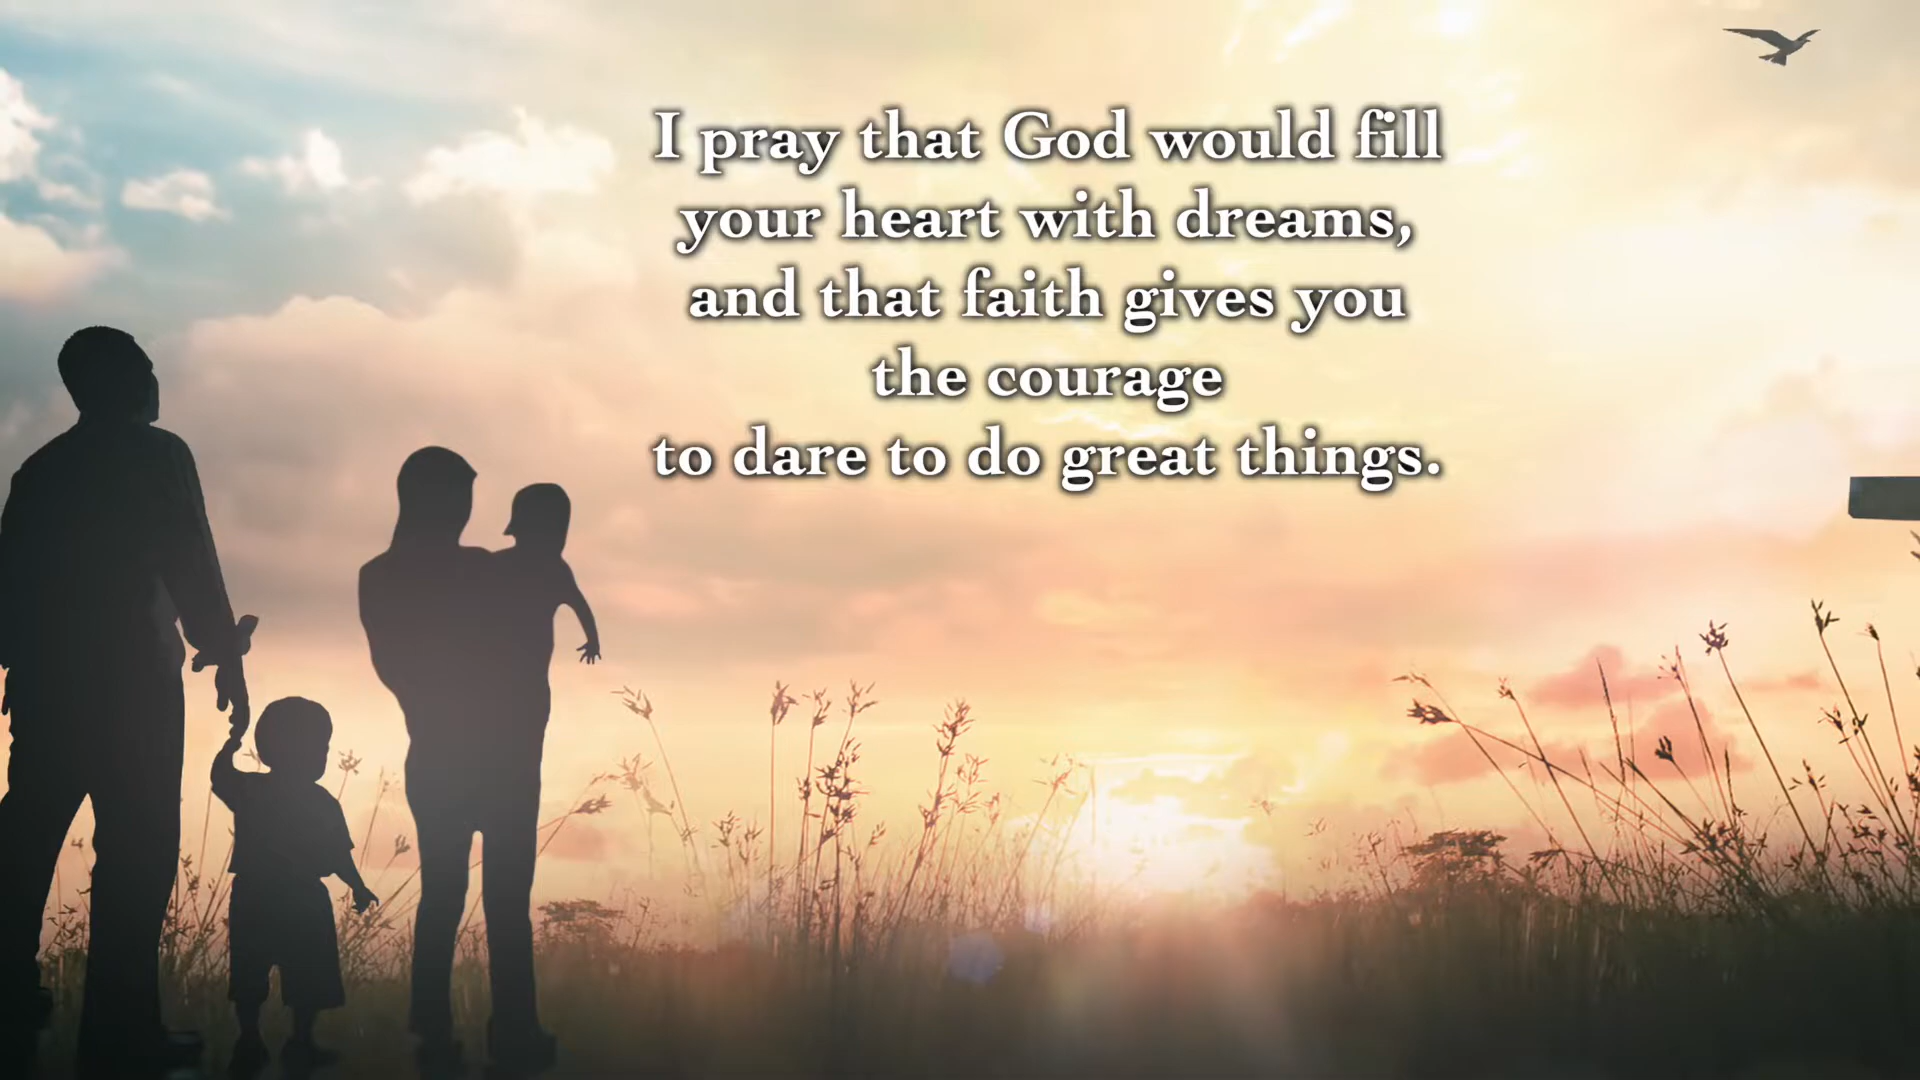 I pray that God would fill
your heart with dreams,
and that faith gives you
the courage
to dare to do great things.